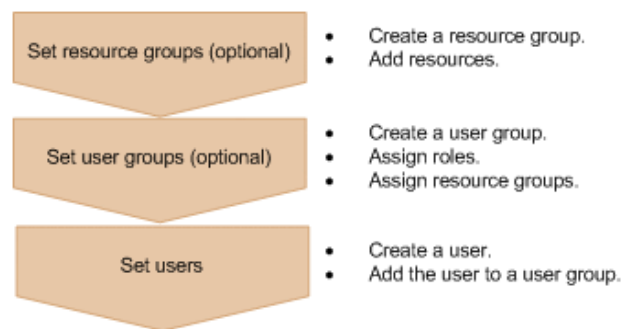 Set resource groups (optional)
• Create a resource group.
• Add resources.
Set user groups (optional)
• Create a user group.
• Assign roles.
• Assign resource groups.
Set users
• Create a user.
• Add the user to a user group.